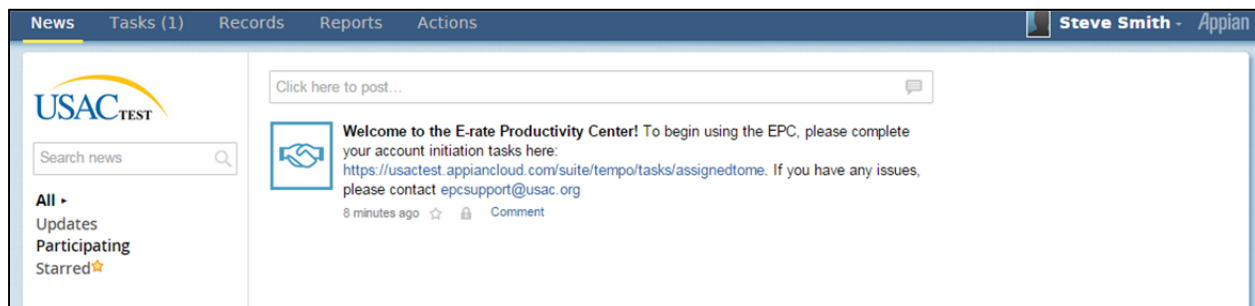 News Tasks (1) Records Reports Actions Steve Smith - Appian
USAC TEST
Search news
All ▸
Updates
Participating
Starred
Click here to post...
Welcome to the E-rate Productivity Center! To begin using the EPC, please complete
your account initiation tasks here:
https://usactest.appiancloud.com/suite/tempo/tasks/assignedtome. If you have any issues,
please contact epcsupport@usac.org
8 minutes ago Comment